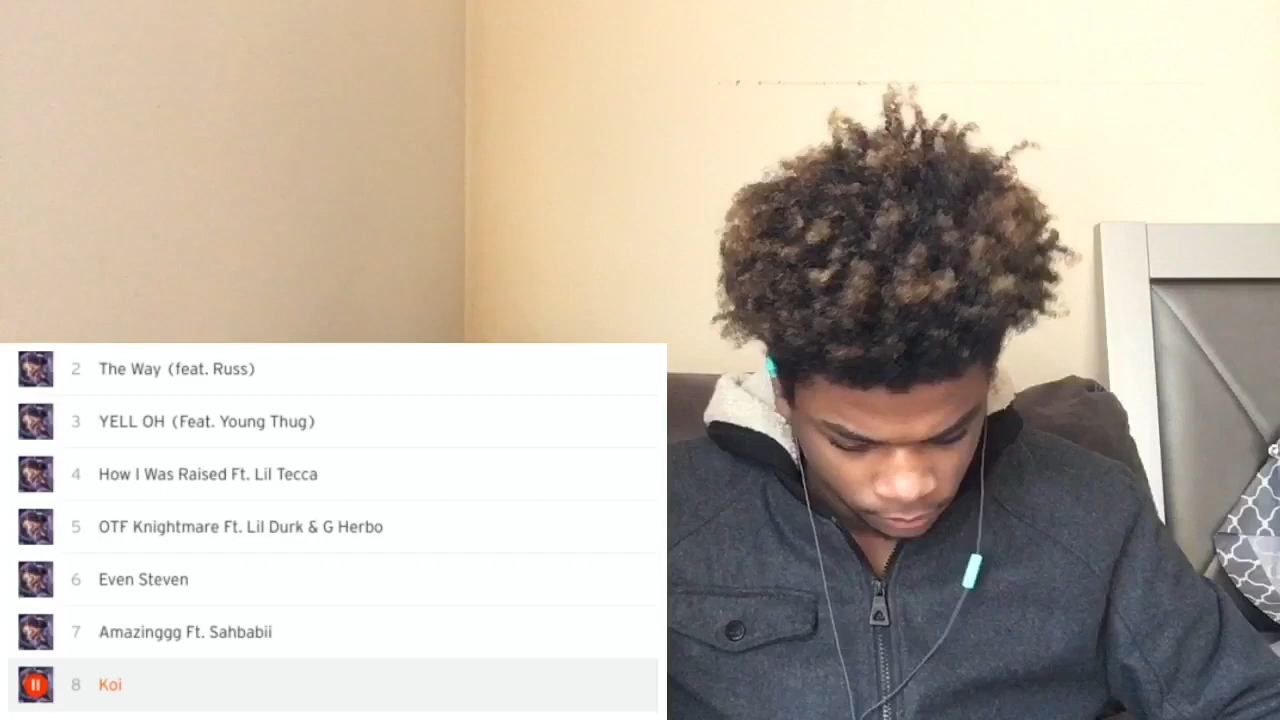 2 The Way (feat. Russ)
3 YELL OH (Feat. Young Thug)
4 How I Was Raised Ft. Lil Tecca
5 OTF Knightmare Ft. Lil Durk & G Herbo
6 Even Steven
7 Amazinggg Ft. Sahbabii
8 Koi